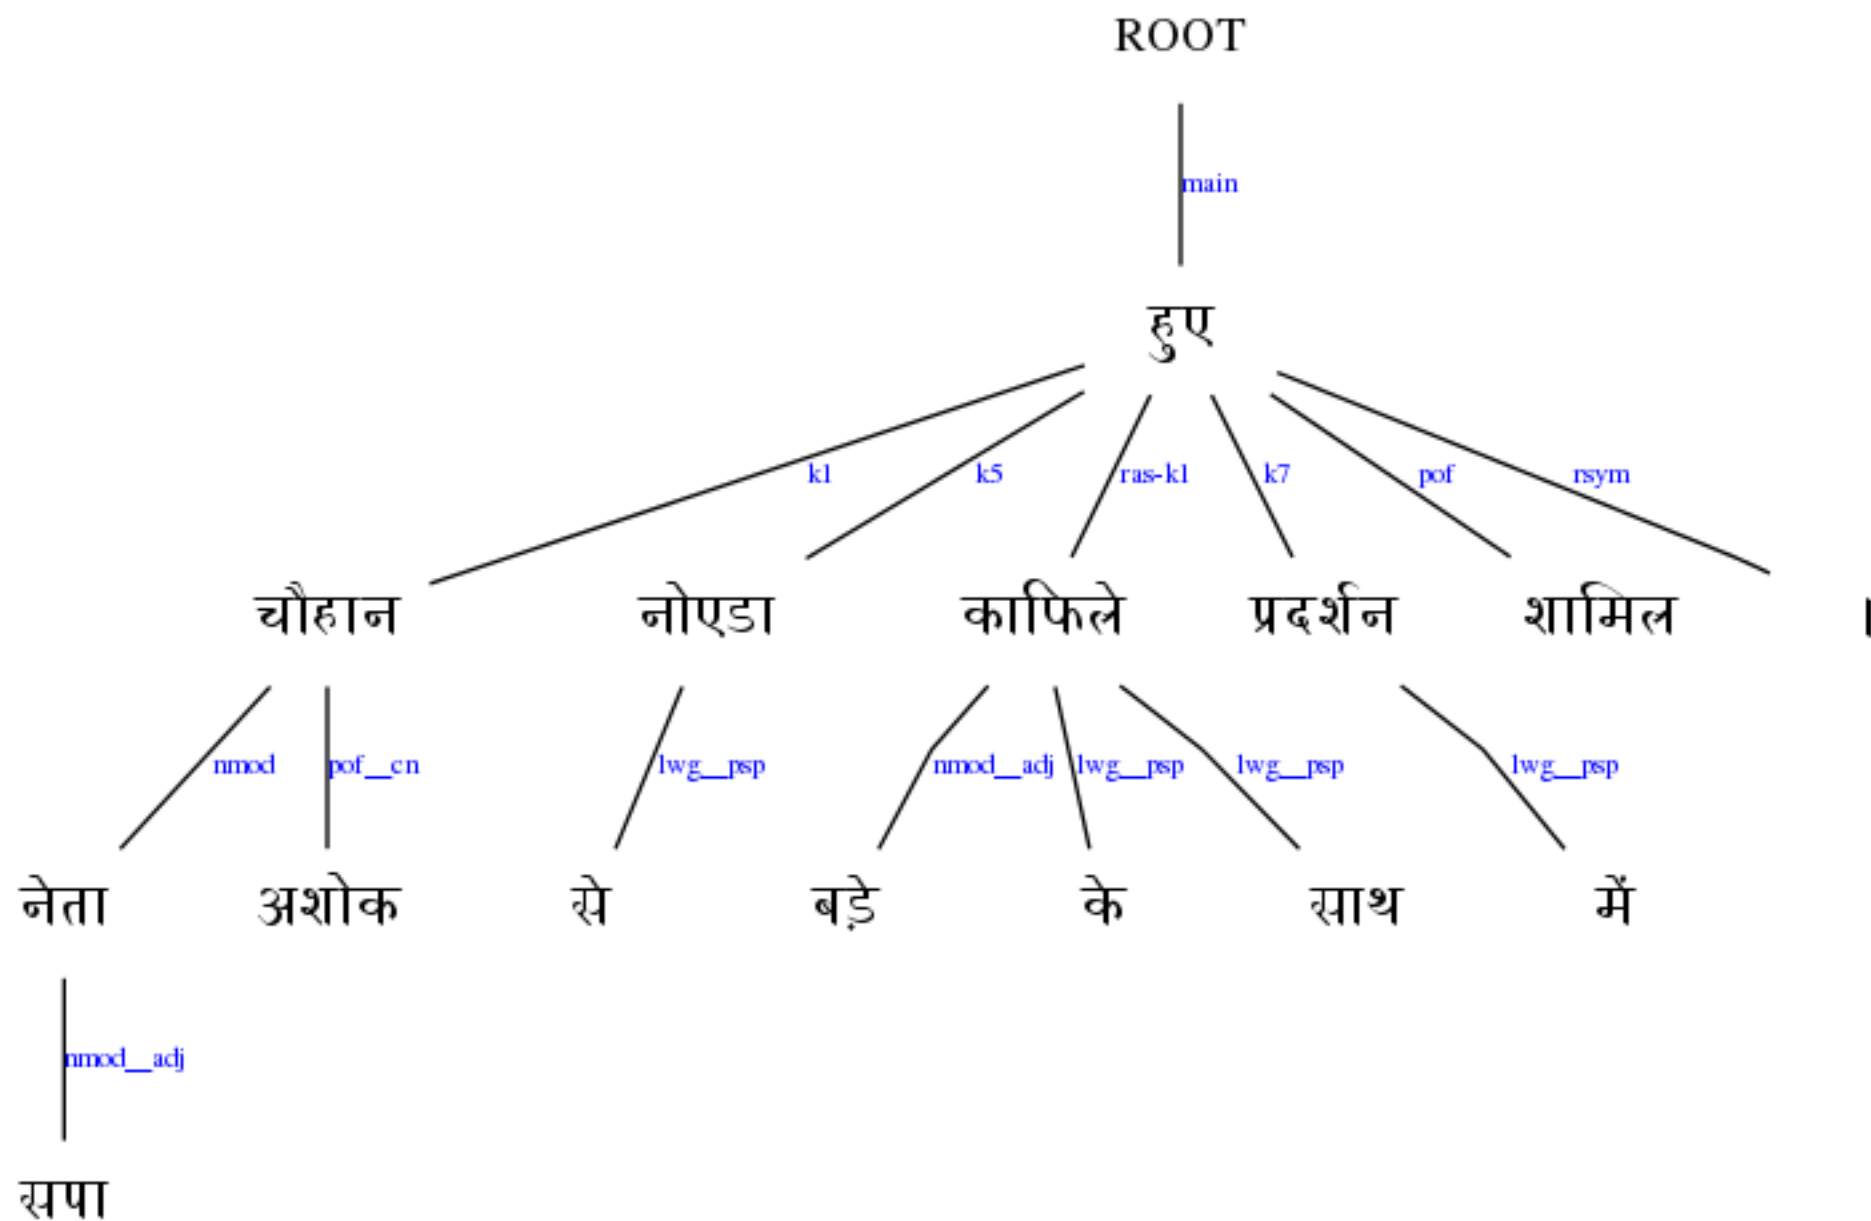 ROOT
main
हुए
k1 k5 ras-k1 k7 pof rsym
चौहान नोएडा काफिले प्रदर्शन शामिल ।
nmod pof__cn lwg__psp nmod__adj lwg__psp lwg__psp lwg__psp
नेता अशोक से बड़े के साथ में
nmod__adj
सपा